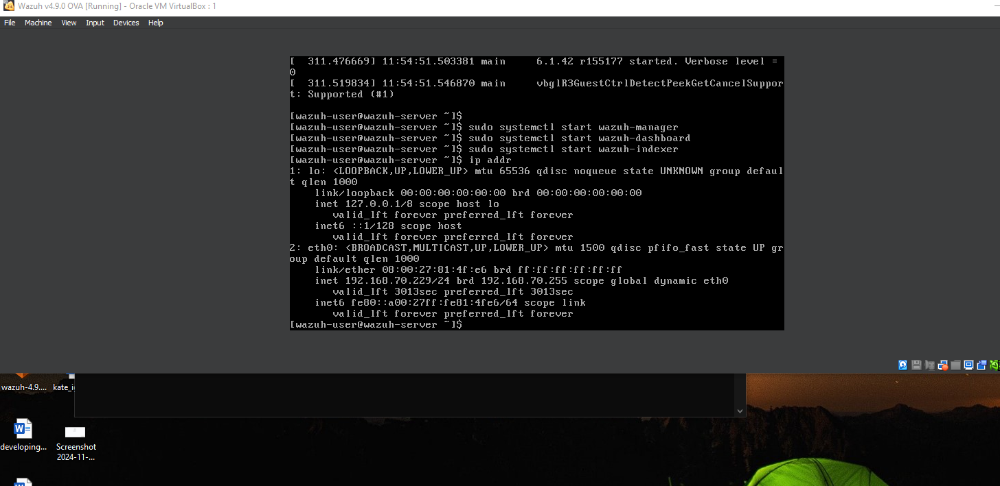 Wazuh v4.9.0 OVA [Running] - Oracle VM VirtualBox : 1
File Machine View Input Devices Help
[  311.476669] 11:54:51.503381 main     6.1.42 r155177 started. Verbose level =
0
[  311.519834] 11:54:51.546870 main     vbglR3GuestCtrlDetectPeekGetCancelSuppor
t: Supported (#1)
[wazuh-user@wazuh-server ~]$
[wazuh-user@wazuh-server ~]$ sudo systemctl start wazuh-manager
[wazuh-user@wazuh-server ~]$ sudo systemctl start wazuh-dashboard
[wazuh-user@wazuh-server ~]$ sudo systemctl start wazuh-indexer
[wazuh-user@wazuh-server ~]$ ip addr
1: lo: <LOOPBACK,UP,LOWER_UP> mtu 65536 qdisc noqueue state UNKNOWN group defaul
t qlen 1000
    link/loopback 00:00:00:00:00:00 brd 00:00:00:00:00:00
    inet 127.0.0.1/8 scope host lo
       valid_lft forever preferred_lft forever
    inet6 ::1/128 scope host
       valid_lft forever preferred_lft forever
2: eth0: <BROADCAST,MULTICAST,UP,LOWER_UP> mtu 1500 qdisc pfifo_fast state UP gr
oup default qlen 1000
    link/ether 08:00:27:81:4f:e6 brd ff:ff:ff:ff:ff:ff
    inet 192.168.70.229/24 brd 192.168.70.255 scope global dynamic eth0
       valid_lft 3013sec preferred_lft 3013sec
    inet6 fe80::a00:27ff:fe81:4fe6/64 scope link
       valid_lft forever preferred_lft forever
[wazuh-user@wazuh-server ~]$
wazuh-4.9.... kate_i
developing... Screenshot
2024-11-...